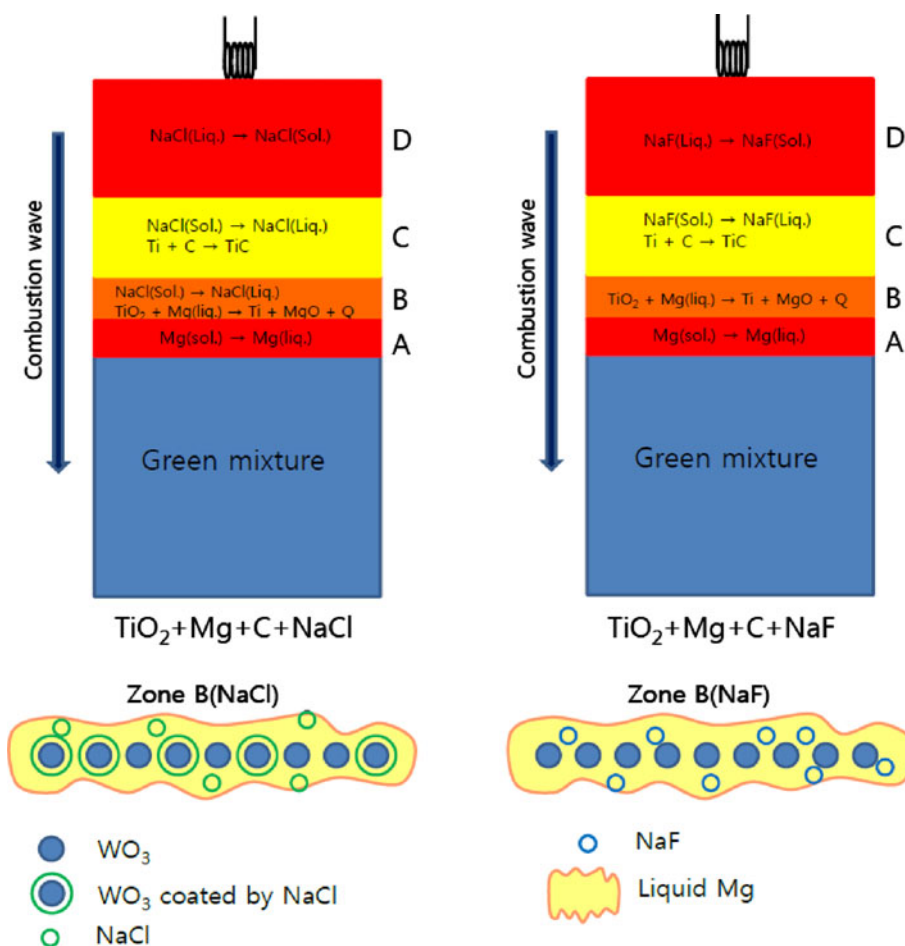 Combustion wave
NaCl(Liq.) → NaCl(Sol.)
D
NaCl(Sol.) → NaCl(Liq.)
Ti + C → TiC
C
NaCl(Sol.) → NaCl(Liq.)
TiO₂ + Mg(liq.) → Ti + MgO + Q
B
Mg(sol.) → Mg(liq.)
A
Green mixture
TiO₂+Mg+C+NaCl
Combustion wave
NaF(Liq.) → NaF(Sol.)
D
NaF(Sol.) → NaF(Liq.)
Ti + C → TiC
C
TiO₂ + Mg(liq.) → Ti + MgO + Q
B
Mg(sol.) → Mg(liq.)
A
Green mixture
TiO₂+Mg+C+NaF
Zone B(NaCl)
WO₃
WO₃ coated by NaCl
NaCl
Zone B(NaF)
NaF
Liquid Mg